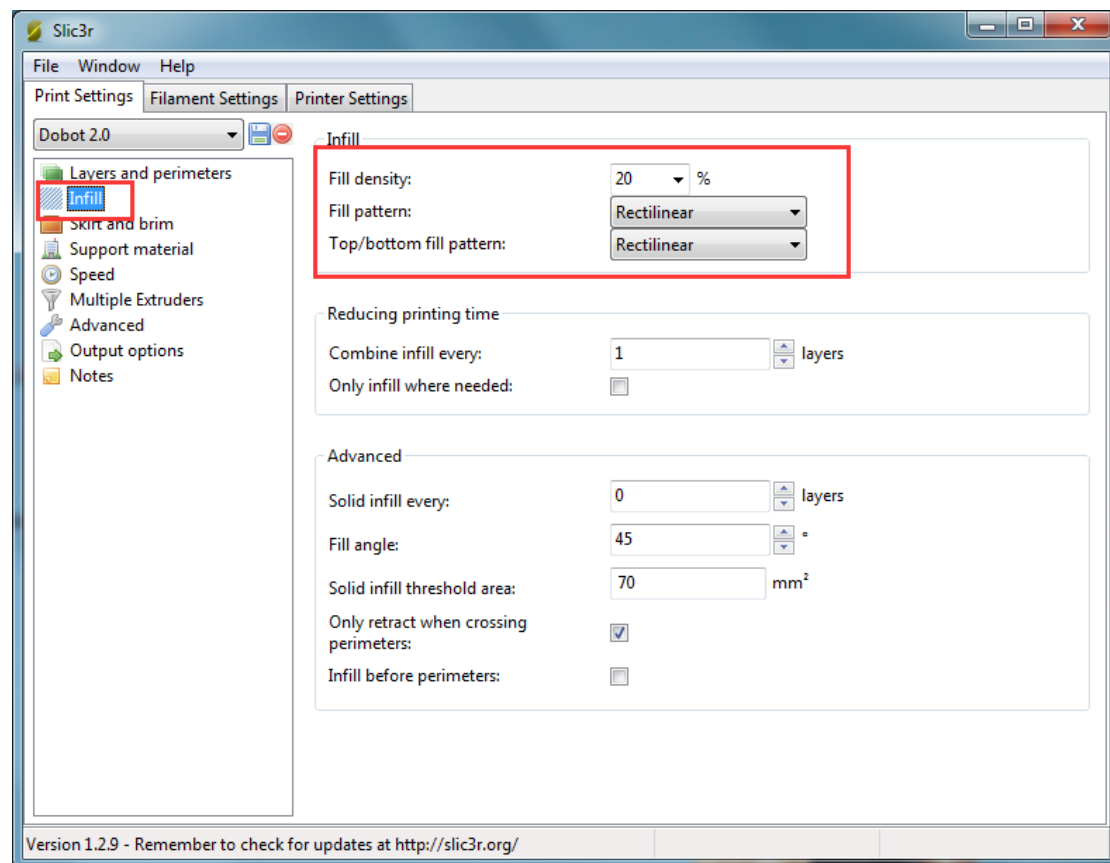 Slic3r
File Window Help
Print Settings Filament Settings Printer Settings
Dobot 2.0
Layers and perimeters
Infill
Skirt and brim
Support material
Speed
Multiple Extruders
Advanced
Output options
Notes
Infill
Fill density: 20 %
Fill pattern: Rectilinear
Top/bottom fill pattern: Rectilinear
Reducing printing time
Combine infill every: 1 layers
Only infill where needed:
Advanced
Solid infill every: 0 layers
Fill angle: 45 °
Solid infill threshold area: 70 mm²
Only retract when crossing
perimeters:
Infill before perimeters:
Version 1.2.9 - Remember to check for updates at http://slic3r.org/